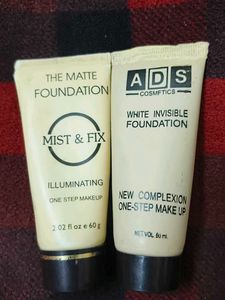 THE MATTE
FOUNDATION
MIST & FIX
ILLUMINATING
ONE STEP MAKEUP
2.02 fl oz e 60 g
ADS
COSMETICS
WHITE INVISIBLE
FOUNDATION
NEW COMPLEXION
ONE-STEP MAKE UP
NET VOL. 60 ml.